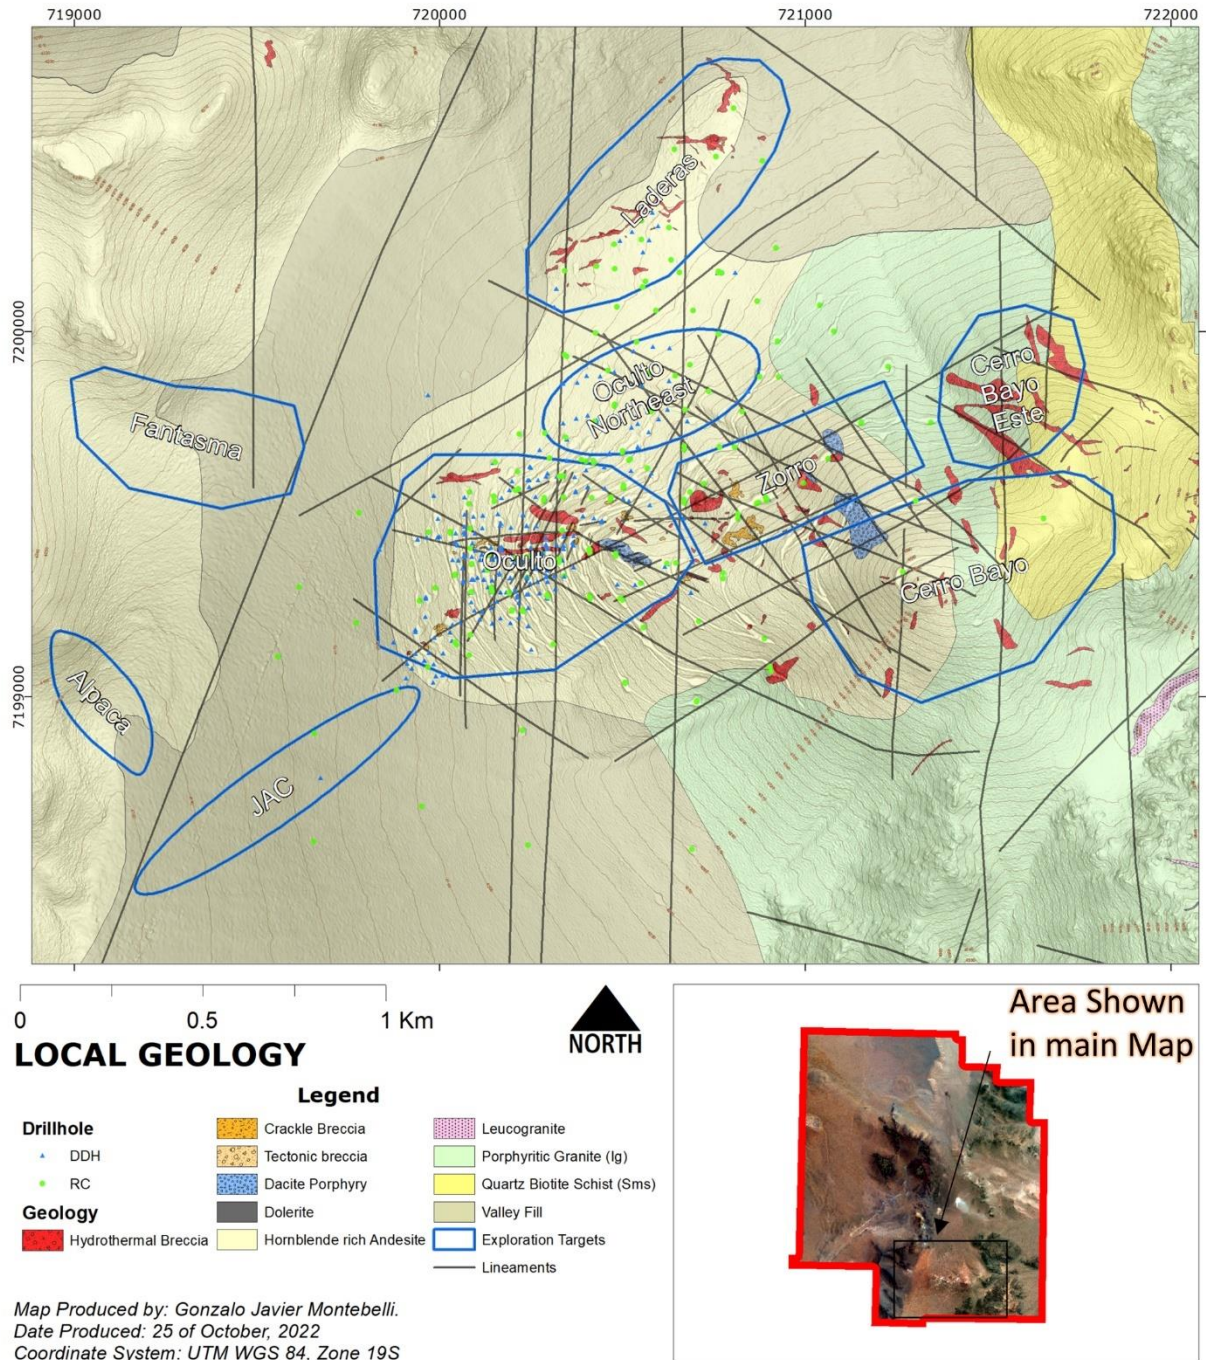 719000 720000 721000 722000
7200000
7199000
Laderas
Oculto
Northeast
Cerro
Bayo
Este
Fantasma
Zorro
Oculto
Cerro Bayo
Alpaca
JAC
0 0.5 1 Km
NORTH
LOCAL GEOLOGY
Legend
Drillhole
DDH
RC
Geology
Hydrothermal Breccia
Crackle Breccia
Tectonic breccia
Dacite Porphyry
Dolerite
Hornblende rich Andesite
Leucogranite
Porphyritic Granite (Ig)
Quartz Biotite Schist (Sms)
Valley Fill
Exploration Targets
Lineaments
Area Shown
in main Map
Map Produced by: Gonzalo Javier Montebelli.
Date Produced: 25 of October, 2022
Coordinate System: UTM WGS 84, Zone 19S